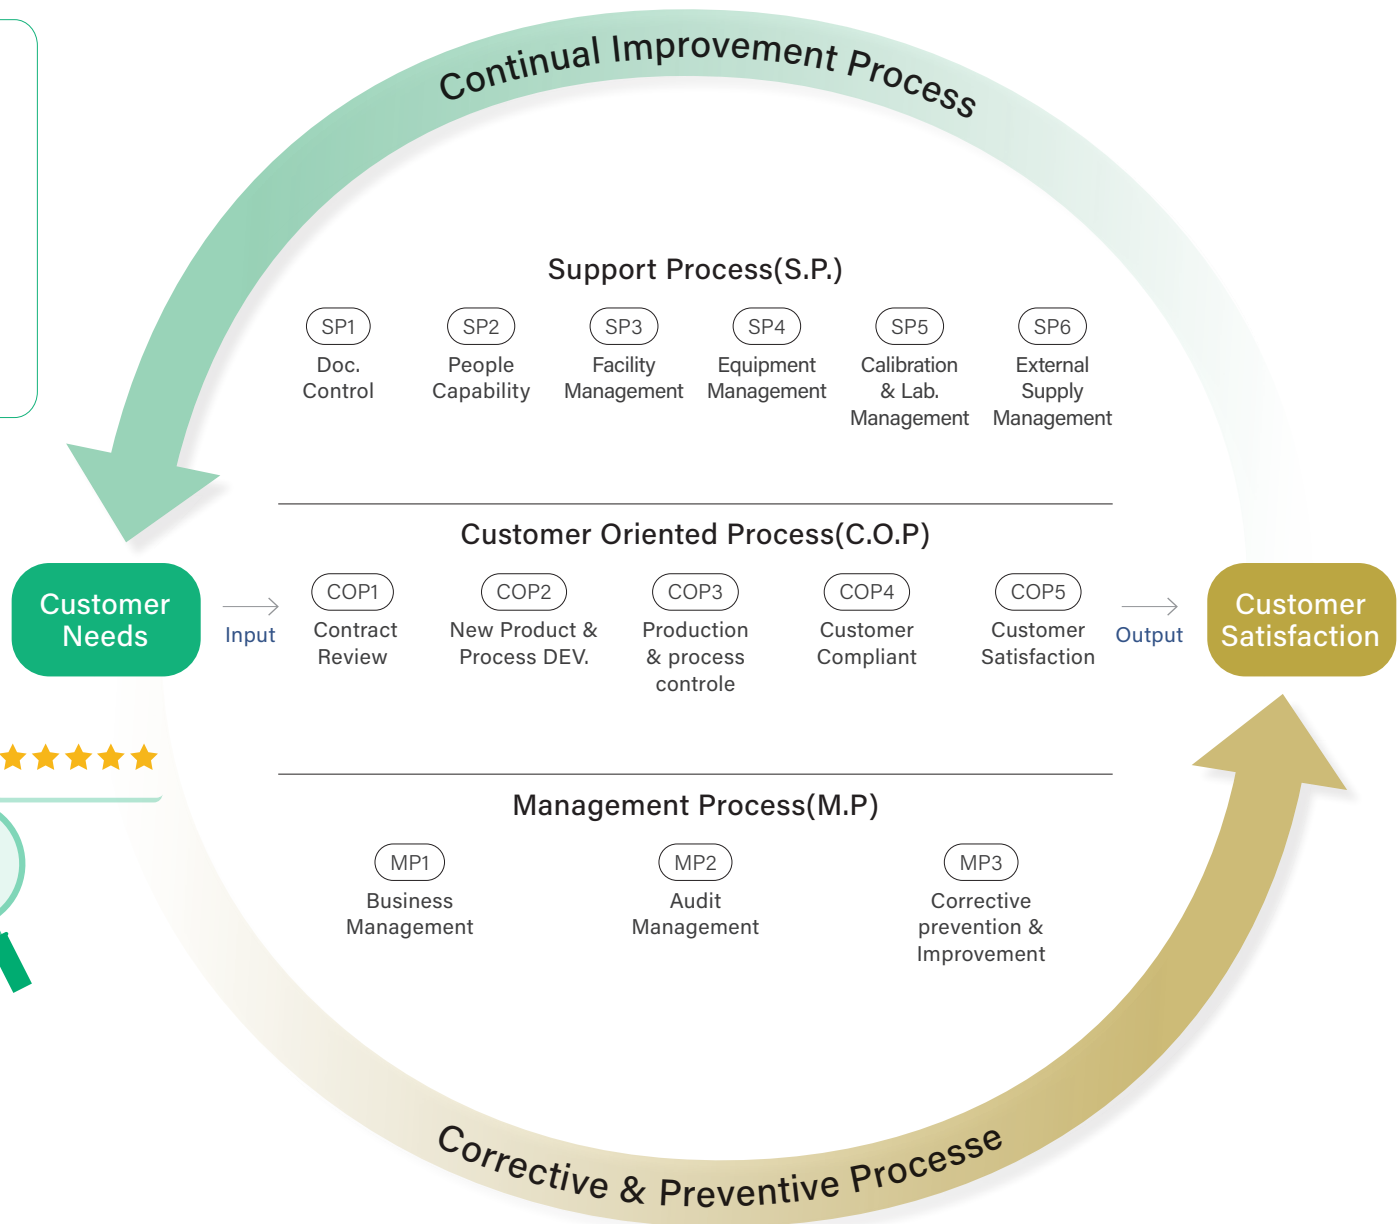 Continual Improvement Process
Support Process(S.P.)
SP1
Doc.
Control
SP2
People
Capability
SP3
Facility
Management
SP4
Equipment
Management
SP5
Calibration
& Lab.
Management
SP6
External
Supply
Management
Customer
Needs
Input
Customer Oriented Process(C.O.P)
COP1
Contract
Review
COP2
New Product &
Process DEV.
COP3
Production
& process
controle
COP4
Customer
Compliant
COP5
Customer
Satisfaction
Output
Customer
Satisfaction
Management Process(M.P)
MP1
Business
Management
MP2
Audit
Management
MP3
Corrective
prevention &
Improvement
Corrective & Preventive Processe